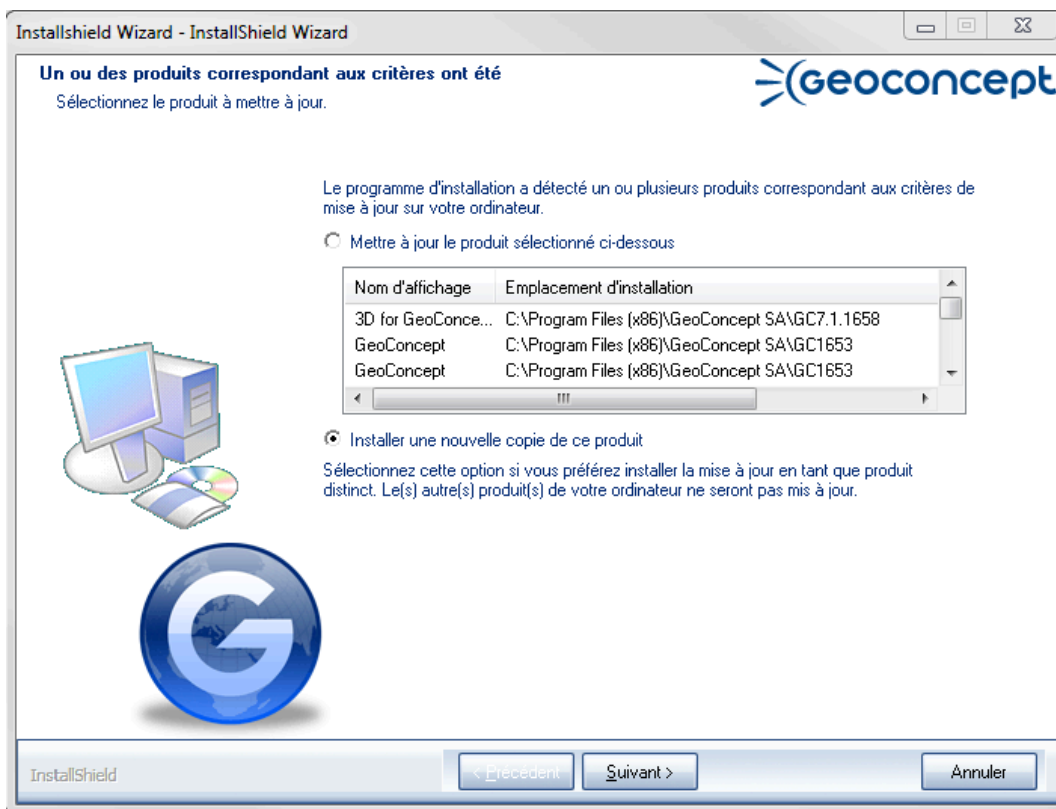 Installshield Wizard - InstallShield Wizard
Un ou des produits correspondant aux critères ont été
Sélectionnez le produit à mettre à jour.
Geoconcept
Le programme d'installation a détecté un ou plusieurs produits correspondant aux critères de
mise à jour sur votre ordinateur.
Mettre à jour le produit sélectionné ci-dessous
Nom d'affichage Emplacement d'installation
3D for GeoConce... C:\Program Files (x86)\GeoConcept SA\GC7.1.1658
GeoConcept C:\Program Files (x86)\GeoConcept SA\GC1653
GeoConcept C:\Program Files (x86)\GeoConcept SA\GC1653
Installer une nouvelle copie de ce produit
Sélectionnez cette option si vous préférez installer la mise à jour en tant que produit
distinct. Le(s) autre(s) produit(s) de votre ordinateur ne seront pas mis à jour.
G
InstallShield < Précédent Suivant > Annuler